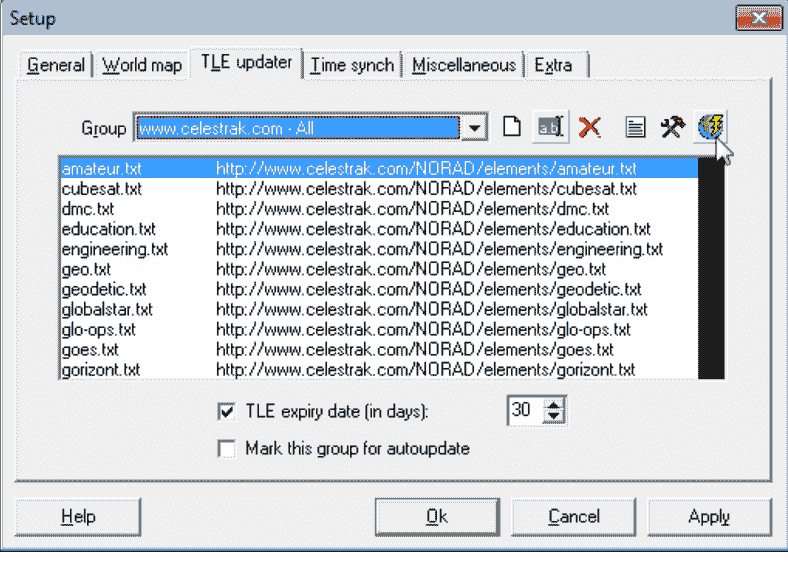 Setup
General World map TLE updater Time synch Miscellaneous Extra
Group www.celestrak.com - All
amateur.txt http://www.celestrak.com/NORAD/elements/amateur.txt
cubesat.txt http://www.celestrak.com/NORAD/elements/cubesat.txt
dmc.txt http://www.celestrak.com/NORAD/elements/dmc.txt
education.txt http://www.celestrak.com/NORAD/elements/education.txt
engineering.txt http://www.celestrak.com/NORAD/elements/engineering.txt
geo.txt http://www.celestrak.com/NORAD/elements/geo.txt
geodetic.txt http://www.celestrak.com/NORAD/elements/geodetic.txt
globalstar.txt http://www.celestrak.com/NORAD/elements/globalstar.txt
glo-ops.txt http://www.celestrak.com/NORAD/elements/glo-ops.txt
goes.txt http://www.celestrak.com/NORAD/elements/goes.txt
gorizont.txt http://www.celestrak.com/NORAD/elements/gorizont.txt
TLE expiry date (in days): 30
Mark this group for autoupdate
Help Ok Cancel Apply